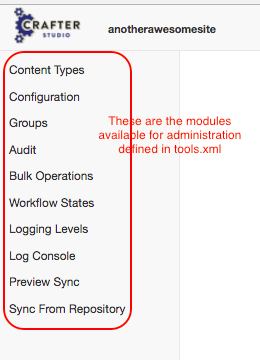 CRAFTER
STUDIO
anotherawesomesite
Content Types
Configuration
Groups
Audit
Bulk Operations
Workflow States
Logging Levels
Log Console
Preview Sync
Sync From Repository
These are the modules
available for administration
defined in tools.xml